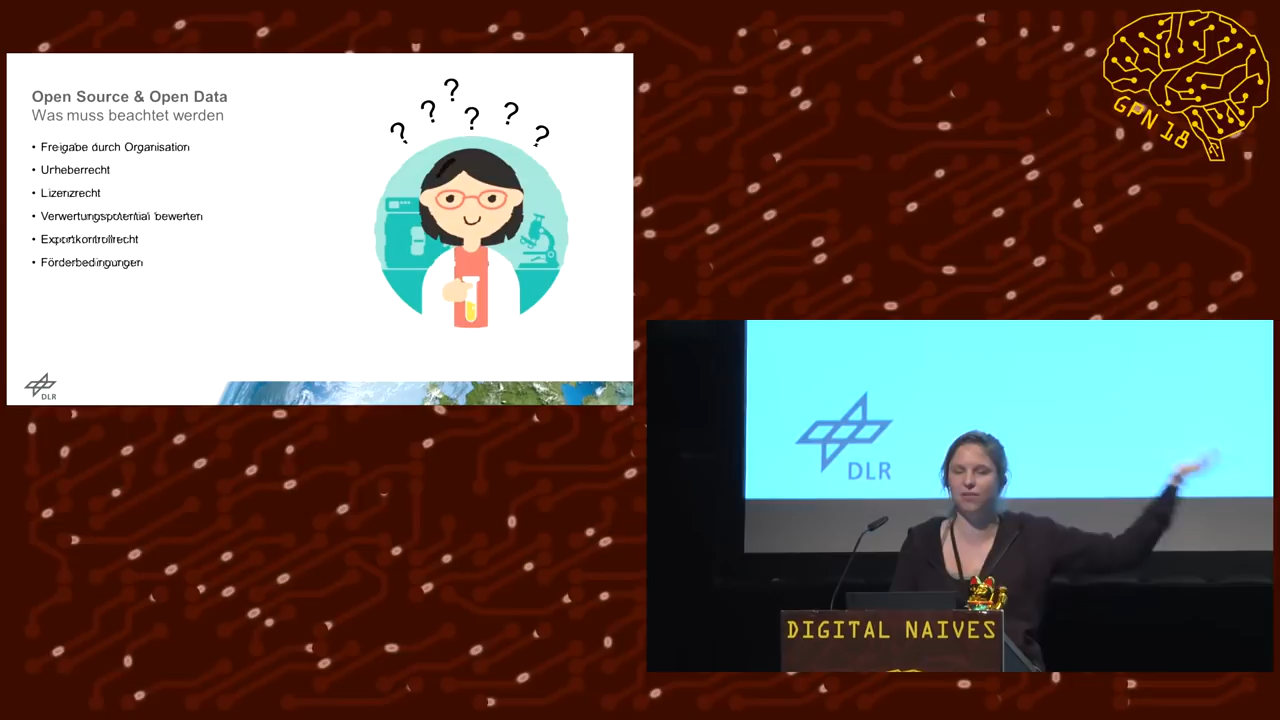 Open Source & Open Data
Was muss beachtet werden
• Freigabe durch Organisation
• Urheberrecht
• Lizenzrecht
• Verwertungspotential bewerten
• Exportkontrollrecht
• Förderbedingungen
? ? ? ? ? ?
DLR
GPN 18
DLR
DIGITAL NAIVES